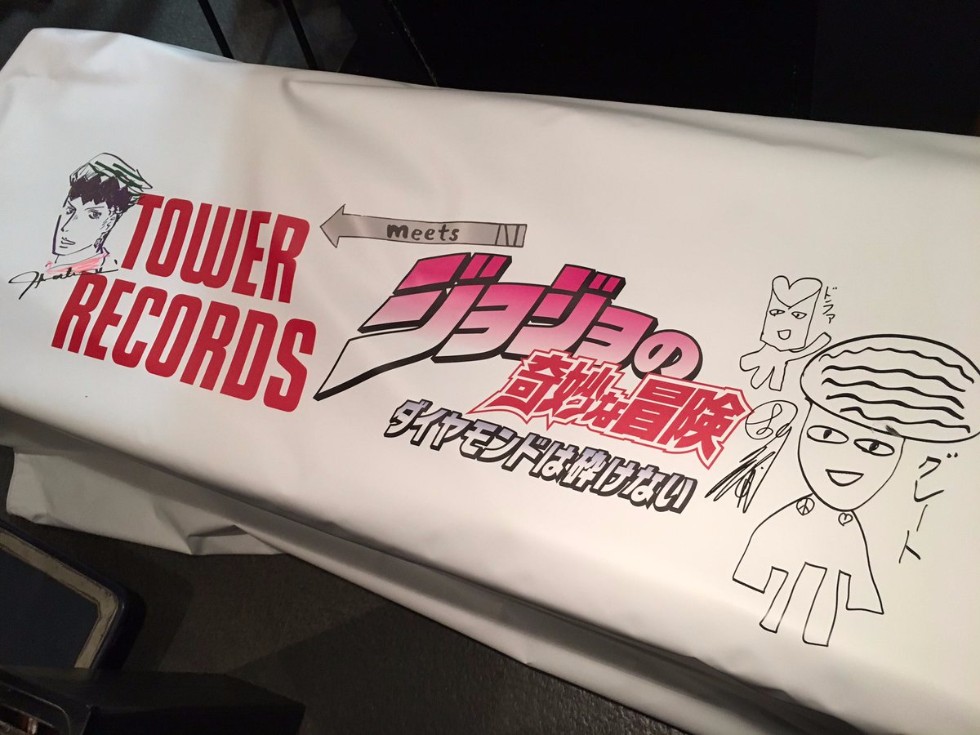 TOWER
RECORDS
meets
ジョジョの
奇妙な冒険
ダイヤモンドは砕けない
ドラァ
グレート